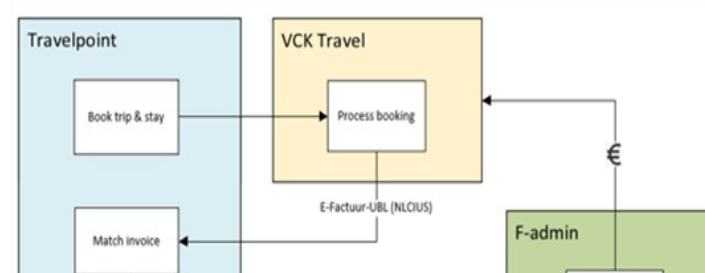 Travelpoint
VCK Travel
Book trip & stay
Process booking
€
E-Factuur-UBL (NLCIUS)
Match invoice
F-admin